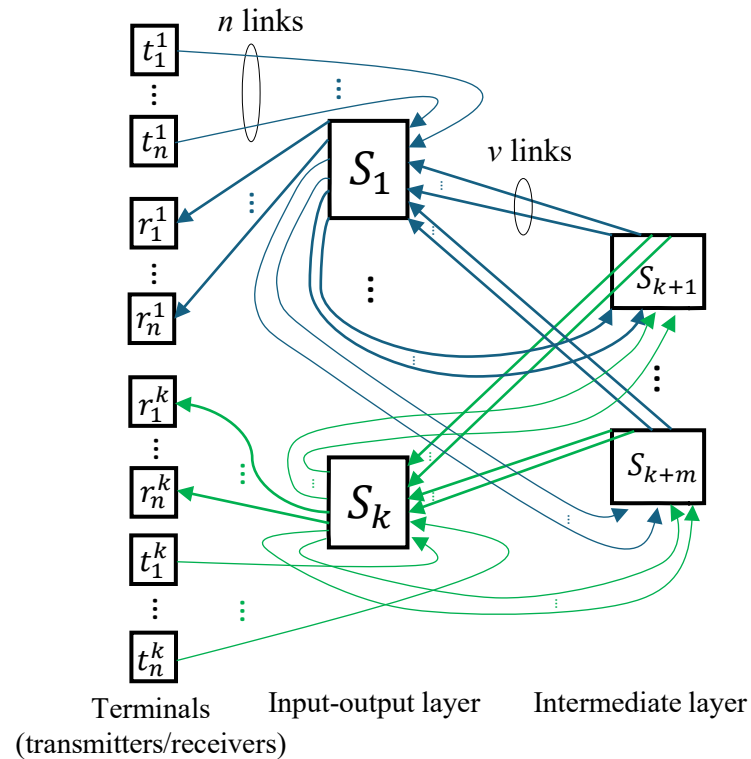 n links
t_1^1
⋮
t_n^1
S_1
v links
r_1^1
⋮
r_n^1
S_{k+1}
⋮
r_1^k
⋮
r_n^k
S_k
S_{k+m}
t_1^k
⋮
t_n^k
Terminals
(transmitters/receivers)
Input-output layer
Intermediate layer